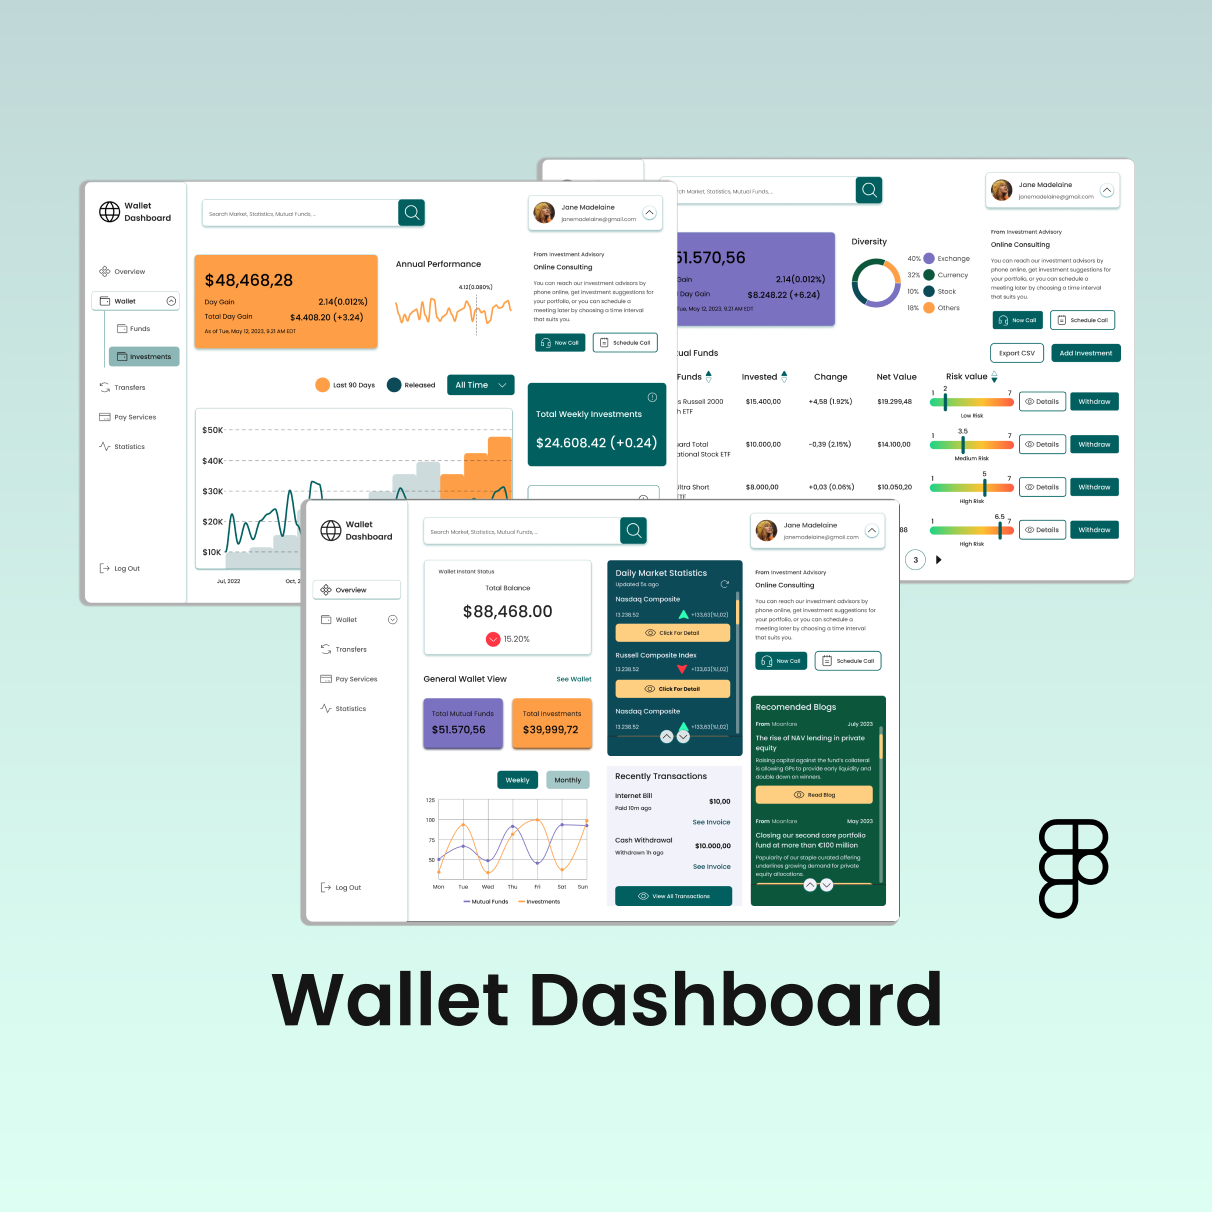 Wallet
Dashboard
Search Market, Statistics, Mutual Funds, ...
Jane Madelaine
janemadelaine@gmail.com
Overview
Wallet
Funds
Investments
Transfers
Pay Services
Statistics
Log Out
$48,468,28
Day Gain
2.14(0.012%)
Total Day Gain
$4.408.20 (+3.24)
As of Tue, May 12, 2023, 9.21 AM EDT
Annual Performance
4.12(0.080%)
From Investment Advisory
Online Consulting
You can reach our investment advisors by
phone online, get investment suggestions for
your portfolio, or you can schedule a
meeting later by choosing a time interval
that suits you.
Now Call
Schedule Call
Last 90 Days
Released
All Time
$50K
$40K
$30K
$20K
$10K
Jul, 2022
Oct,
Total Weekly Investments
$24.608.42 (+0.24)
Market, Statistics, Mutual Funds,...
Jane Madelaine
janemadelaine@gmail.com
51.570,56
Gain
2.14(0.012%)
Day Gain
$8.248.22 (+6.24)
Tue, May 12, 2023, 9.21 AM EDT
Diversity
40% Exchange
32% Currency
10% Stock
18% Others
From Investment Advisory
Online Consulting
You can reach our investment advisors by
phone online, get investment suggestions for
your portfolio, or you can schedule a
meeting later by choosing a time interval
that suits you.
Now Call
Schedule Call
Export CSV
Add Investment
Funds
Funds
Invested
Change
Net Value
Risk value
Russell 2000
ETF
$15.400,00
+4,58 (1.92%)
$19.299,48
1
2
7
Low Risk
Details
Withdraw
Total
Stock ETF
$10.000,00
-0,39 (2.15%)
$14.100,00
1
3.5
7
Medium Risk
Details
Withdraw
Short
$8.000,00
+0,03 (0.06%)
$10.050,20
1
5
7
High Risk
Details
Withdraw
88
1
6.5
7
High Risk
Details
Withdraw
3
Wallet
Dashboard
Search Market, Statistics, Mutual Funds, ...
Jane Madelaine
janemadelaine@gmail.com
Overview
Wallet
Transfers
Pay Services
Statistics
Log Out
Wallet Instant Status
Total Balance
$88,468.00
15.20%
General Wallet View
See Wallet
Total Mutual Funds
$51.570,56
Total Investments
$39,999,72
Weekly
Monthly
125
100
75
50
Mon Tue Wed Thu Fri Sat Sun
Mutual Funds
Investments
Daily Market Statistics
Updated 5s ago
Nasdaq Composite
13.238.52
+133,63(%1,02)
Click For Detail
Russell Composite Index
13.238.52
+133,63(%1,02)
Click For Detail
Nasdaq Composite
13.238.52
+133,63(%1,02)
Recently Transactions
Internet Bill
Paid 10m ago
$10,00
See Invoice
Cash Withdrawal
Withdrawn 1h ago
$10.000,00
See Invoice
View All Transactions
From Investment Advisory
Online Consulting
You can reach our investment advisors by
phone online, get investment suggestions for
your portfolio, or you can schedule a
meeting later by choosing a time interval
that suits you.
Now Call
Schedule Call
Recomended Blogs
From Moonfare
July 2023
The rise of NAV lending in private
equity
Raising capital against the fund's collateral
is allowing GPs to provide early liquidity and
double down on winners.
Read Blog
From Moonfare
May 2023
Closing our second core portfolio
fund at more than €100 million
Popularity of our staple curated offering
underlines growing demand for private
equity allocations.
Wallet Dashboard